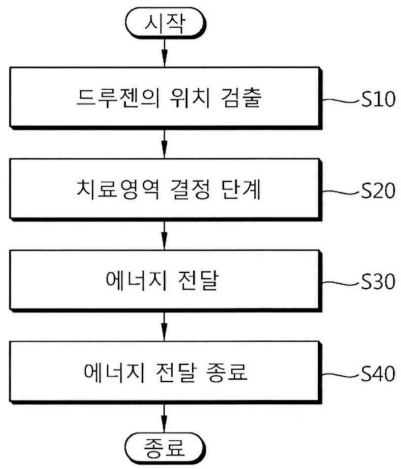 시작
드루젠의 위치 검출 S10
치료영역 결정 단계 S20
에너지 전달 S30
에너지 전달 종료 S40
종료